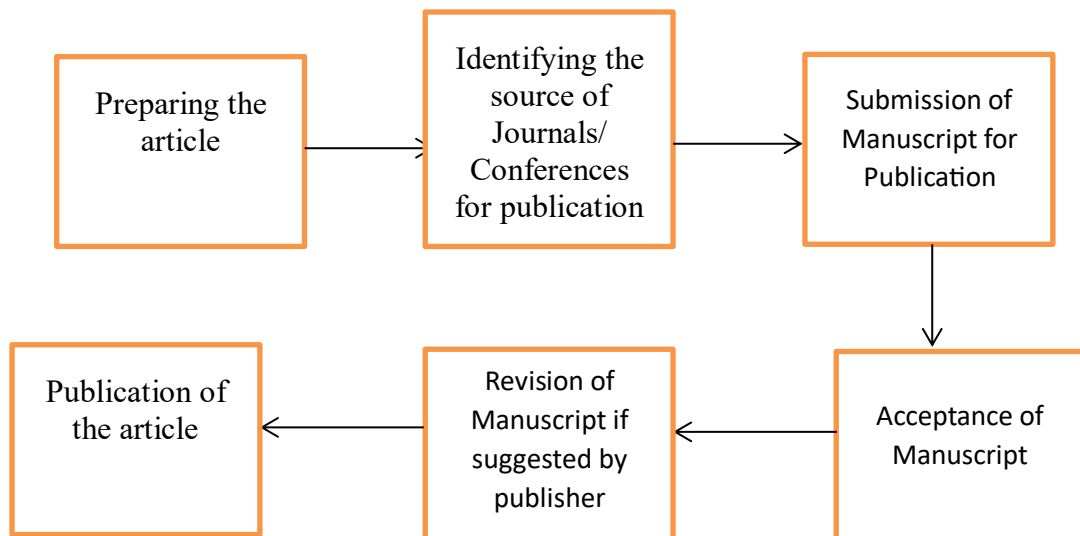 Preparing the
article
Identifying the
source of
Journals/
Conferences
for publication
Submission of
Manuscript for
Publication
Acceptance of
Manuscript
Revision of
Manuscript if
suggested by
publisher
Publication of
the article